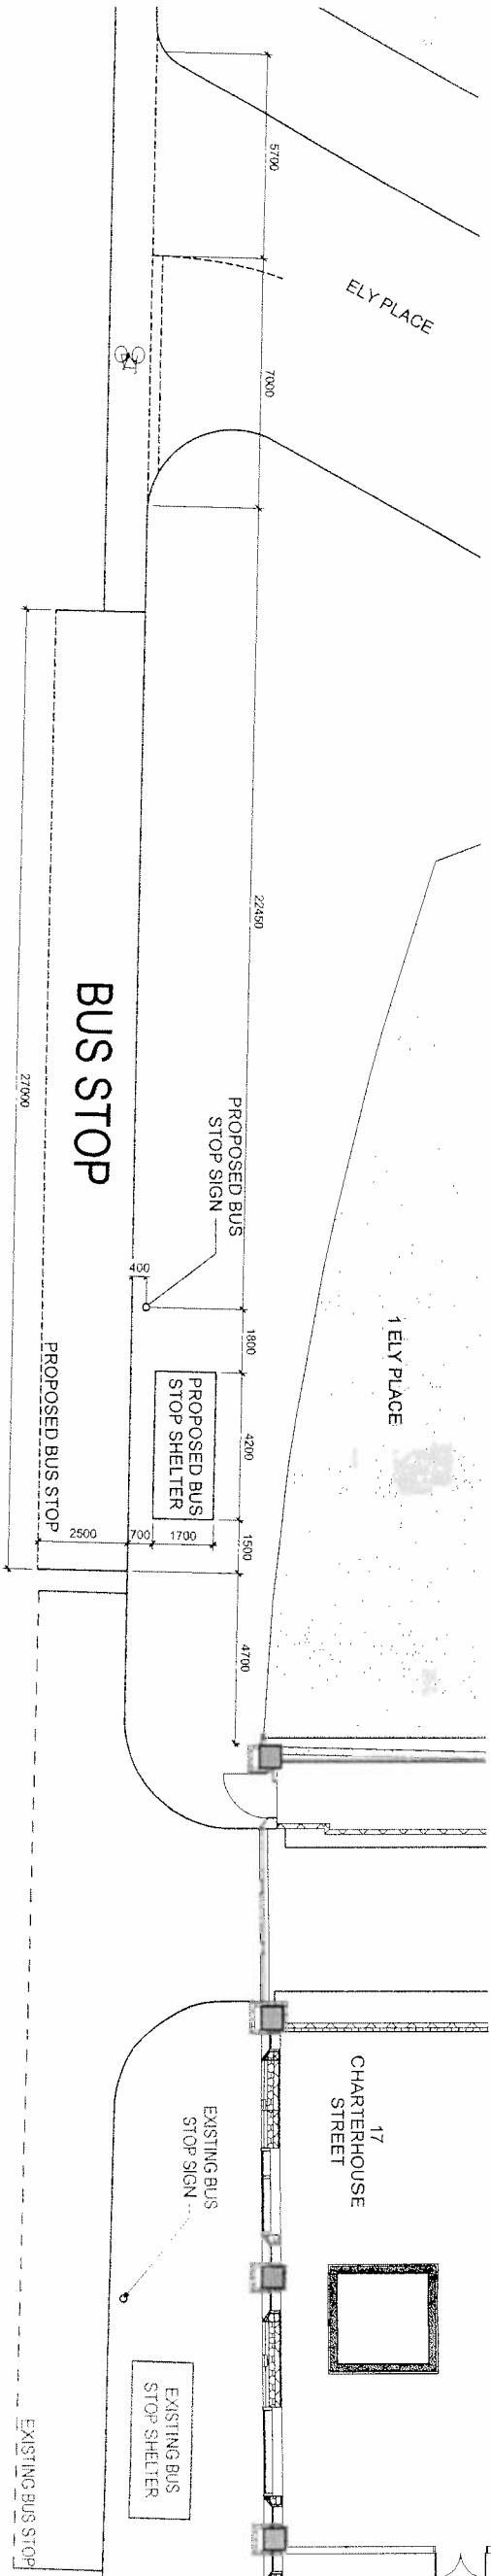 5700
ELY PLACE
7000
22450
BUS STOP
27000
PROPOSED BUS
STOP SIGN
400
1800
1 ELY PLACE
PROPOSED BUS
STOP SHELTER
4200
PROPOSED BUS STOP
2500
700
1700
1500
4700
17
CHARTERHOUSE
STREET
EXISTING BUS
STOP SIGN
EXISTING BUS
STOP SHELTER
EXISTING BUS STOP